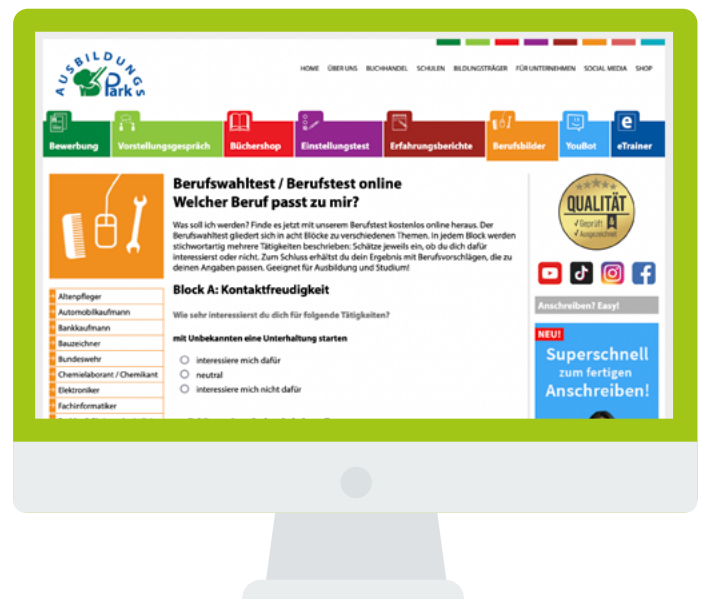 AUSBILDUNGS
Park
HOME ÜBER UNS BUCHHANDEL SCHULEN BILDUNGSTRÄGER FÜR UNTERNEHMEN SOCIAL MEDIA SHOP
Bewerbung Vorstellungsgespräch Büchershop Einstellungstest Erfahrungsberichte Berufsbilder YouBot eTrainer
Berufswahltest / Berufstest online
Welcher Beruf passt zu mir?
Was soll ich werden? Finde es jetzt mit unserem Berufstest kostenlos online heraus. Der
Berufswahltest gliedert sich in acht Blöcke zu verschiedenen Themen. In jedem Block werden
stichwortartig mehrere Tätigkeiten beschrieben: Schätze jeweils ein, ob du dich dafür
interessierst oder nicht. Zum Schluss erhältst du dein Ergebnis mit Berufsvorschlägen, die zu
deinen Angaben passen. Geeignet für Ausbildung und Studium!
Block A: Kontaktfreudigkeit
Wie sehr interessierst du dich für folgende Tätigkeiten?
mit Unbekannten eine Unterhaltung starten
interessiere mich dafür
neutral
interessiere mich nicht dafür
Altenpfleger
Automobilkaufmann
Bankkaufmann
Bauzeichner
Bundeswehr
Chemielaborant / Chemikant
Elektroniker
Fachinformatiker
QUALITÄT
✓ Geprüft
✓ Ausgezeichnet
Anschreiben? Easy!
NEU!
Superschnell
zum fertigen
Anschreiben!